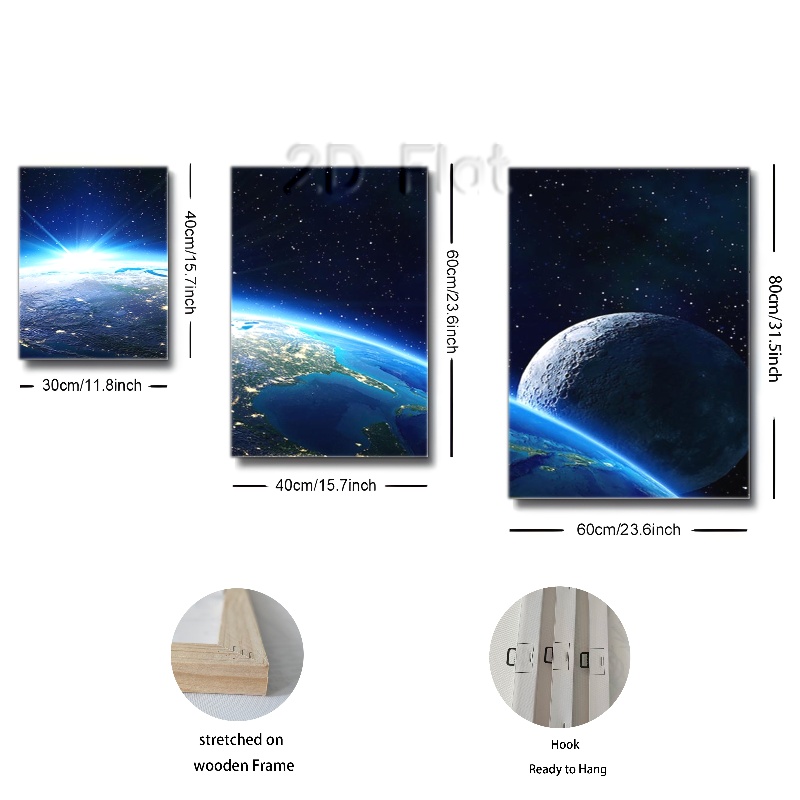 2D Flat
40cm/15.7inch
30cm/11.8inch
60cm/23.6inch
40cm/15.7inch
80cm/31.5inch
60cm/23.6inch
stretched on
wooden Frame
Hook
Ready to Hang